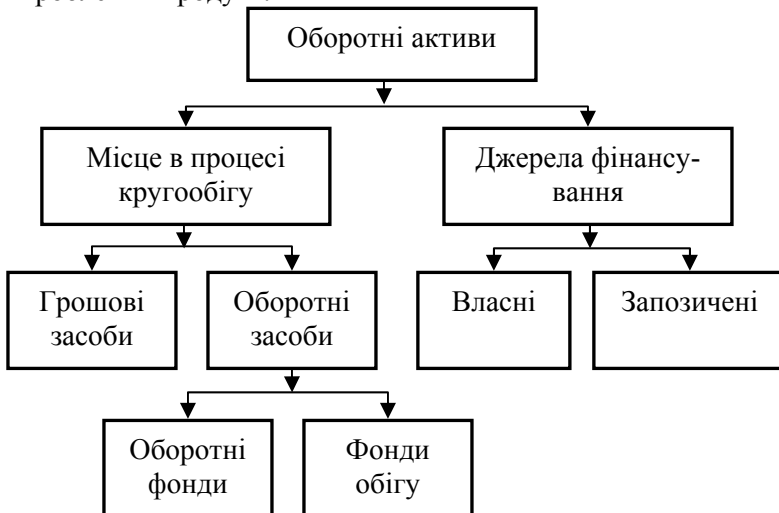 Оборотні активи
Місце в процесі
кругообігу
Джерела фінансу-
вання
Грошові
засоби
Оборотні
засоби
Власні
Запозичені
Оборотні
фонди
Фонди
обігу